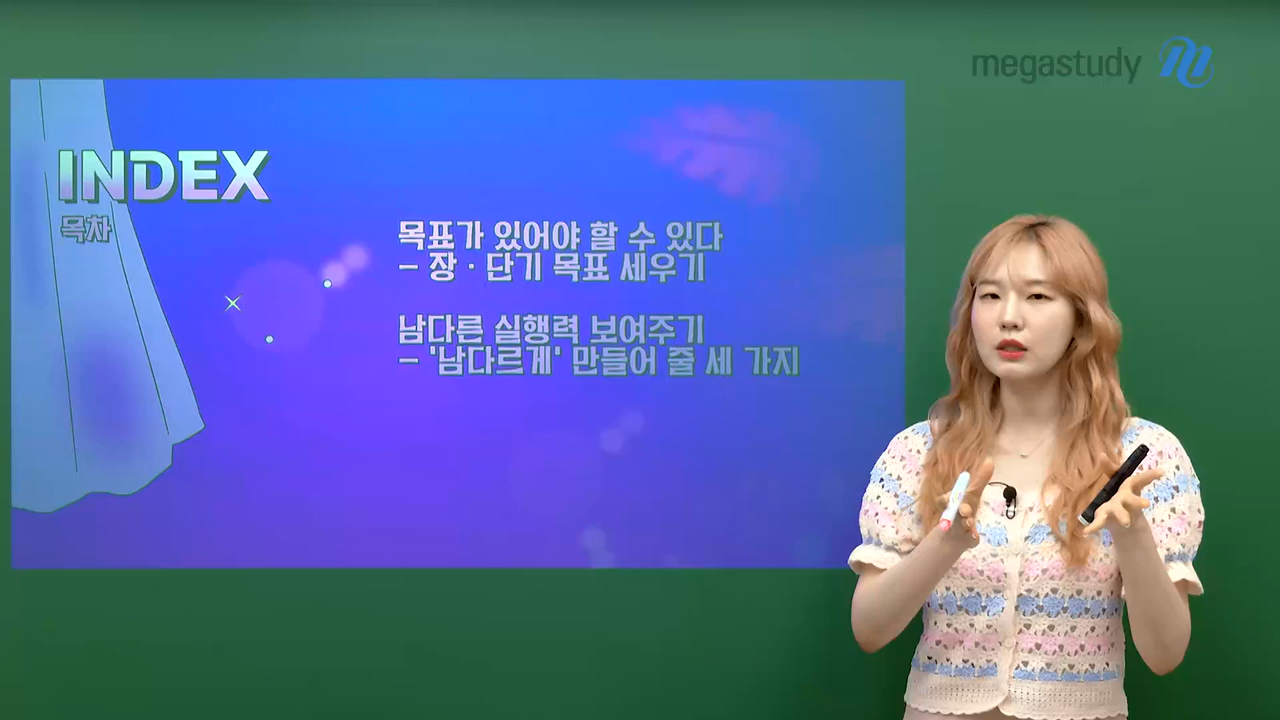 megastudy
INDEX
목차
목표가 있어야 할 수 있다
- 장·단기 목표 세우기
남다른 실행력 보여주기
- '남다르게' 만들어 줄 세 가지